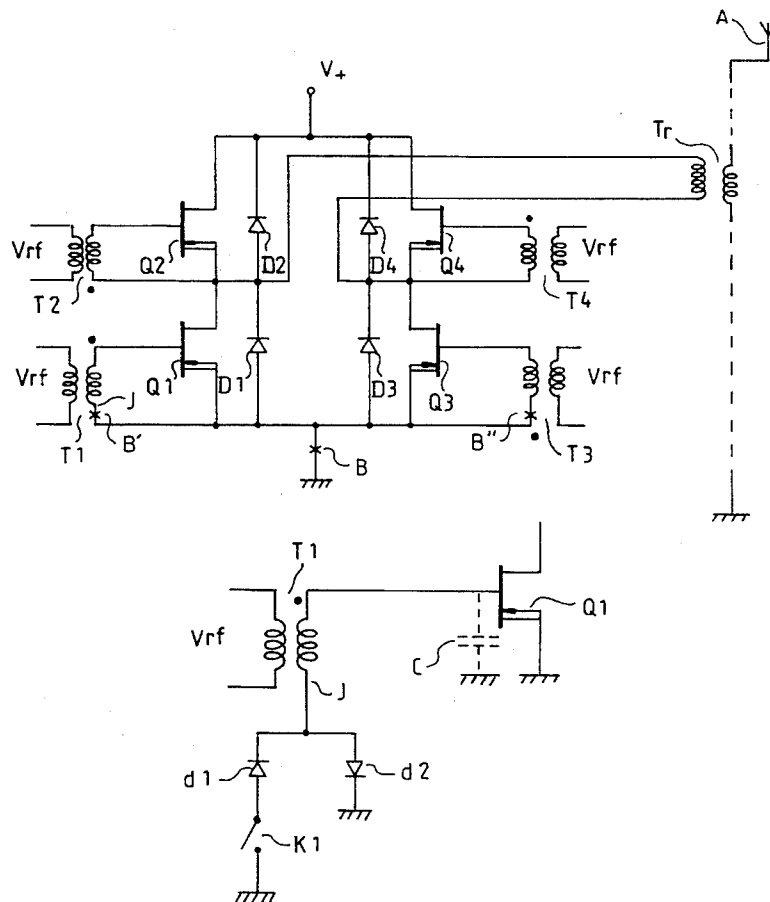 A
V+
Tr
Vrf
Q2
D2
D4
Q4
Vrf
T2
T4
Vrf
Q1
D1
D3
Q3
Vrf
J
T1
B'
B
B"
T3
T1
Vrf
Q1
C
J
d1
d2
K1